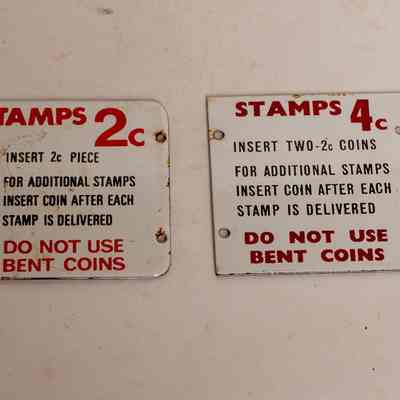 TAMPS 2c
INSERT 2c PIECE
FOR ADDITIONAL STAMPS
INSERT COIN AFTER EACH
STAMP IS DELIVERED
DO NOT USE
BENT COINS
STAMPS 4c
INSERT TWO-2c COINS
FOR ADDITIONAL STAMPS
INSERT COIN AFTER EACH
STAMP IS DELIVERED
DO NOT USE
BENT COINS